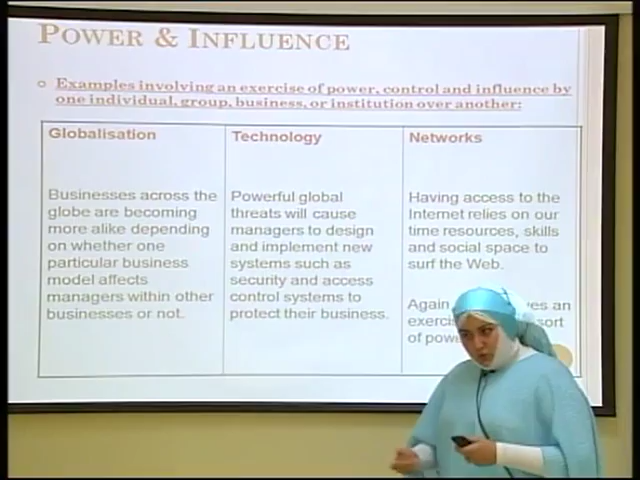 POWER & INFLUENCE
Examples involving an exercise of power, control and influence by
one individual, group, business, or institution over another:
Globalisation
Businesses across the
globe are becoming
more alike depending
on whether one
particular business
model affects
managers within other
businesses or not.
Technology
Powerful global
threats will cause
managers to design
and implement new
systems such as
security and access
control systems to
protect their business.
Networks
Having access to the
Internet relies on our
time resources, skills
and social space to
surf the Web.
Again an
sort
of